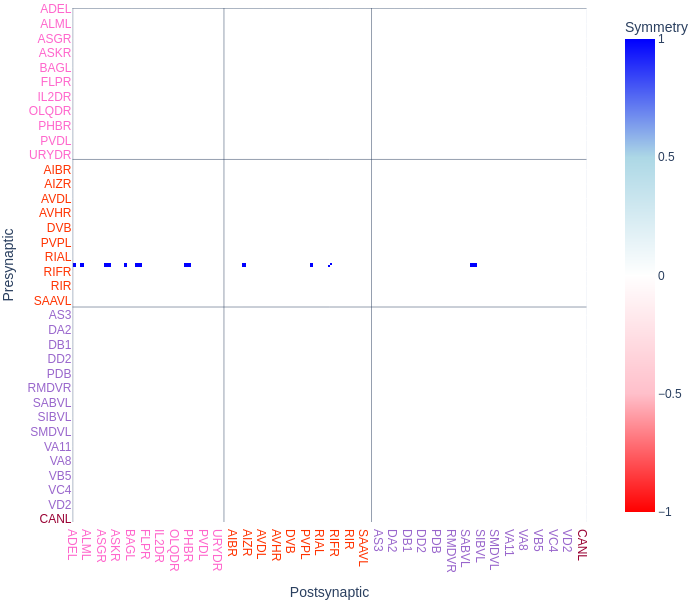 Symmetry
1
0.5
0
−0.5
−1
Presynaptic
ADEL
ALML
ASGR
ASKR
BAGL
FLPR
IL2DR
OLQDR
PHBR
PVDL
URYDR
AIBR
AIZR
AVDL
AVHR
DVB
PVPL
RIAL
RIFR
RIR
SAAVL
AS3
DA2
DB1
DD2
PDB
RMDVR
SABVL
SIBVL
SMDVL
VA11
VA8
VB5
VC4
VD2
CANL
ADEL
ALML
ASGR
ASKR
BAGL
FLPR
IL2DR
OLQDR
PHBR
PVDL
URYDR
AIBR
AIZR
AVDL
AVHR
DVB
PVPL
RIAL
RIFR
RIR
SAAVL
AS3
DA2
DB1
DD2
PDB
RMDVR
SABVL
SIBVL
SMDVL
VA11
VA8
VB5
VC4
VD2
CANL
Postsynaptic